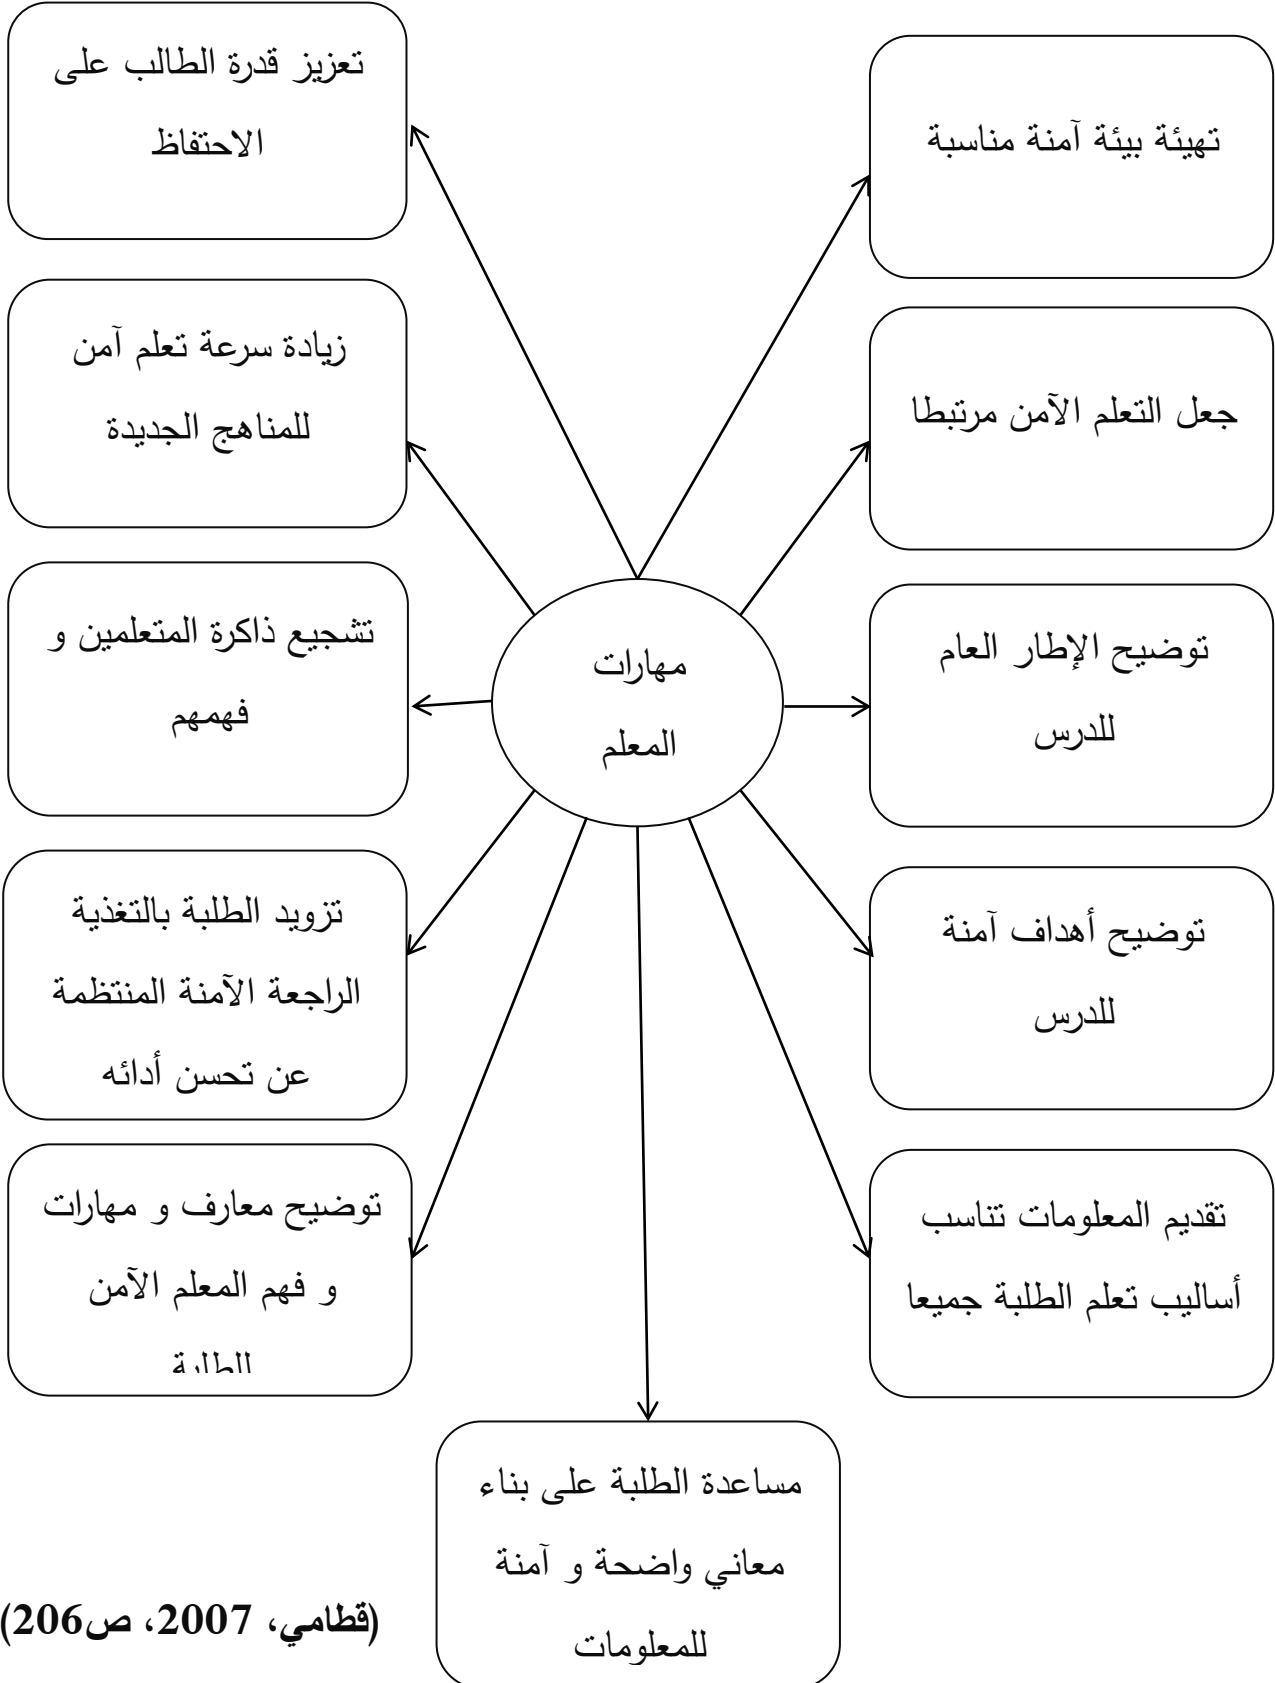 تهيئة بيئة آمنة مناسبة
جعل التعلم الآمن مرتبطا
توضيح الإطار العام
للدرس
توضيح أهداف آمنة
للدرس
تقديم المعلومات تناسب
أساليب تعلم الطلبة جميعا
مهارات
المعلم
تعزيز قدرة الطالب على
الاحتفاظ
زيادة سرعة تعلم آمن
للمناهج الجديدة
تشجيع ذاكرة المتعلمين و
فهمهم
تزويد الطلبة بالتغذية
الراجعة الآمنة المنتظمة
عن تحسن أدائه
توضيح معارف و مهارات
و فهم المعلم الآمن
للطلبة
مساعدة الطلبة على بناء
معاني واضحة و آمنة
للمعلومات
(قطامي، 2007، ص206)